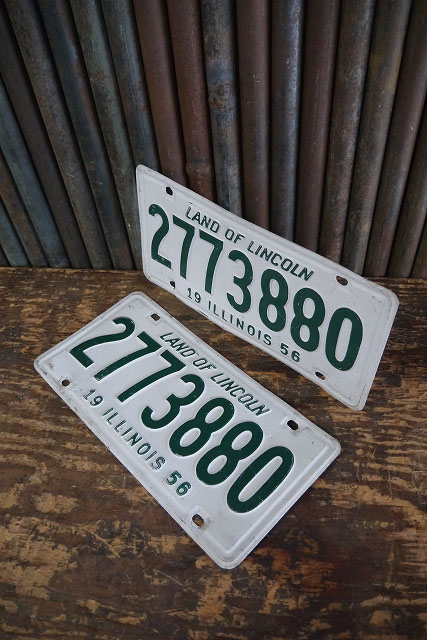 LAND OF LINCOLN
2773880
19 ILLINOIS 56
LAND OF LINCOLN
2773880
19 ILLINOIS 56